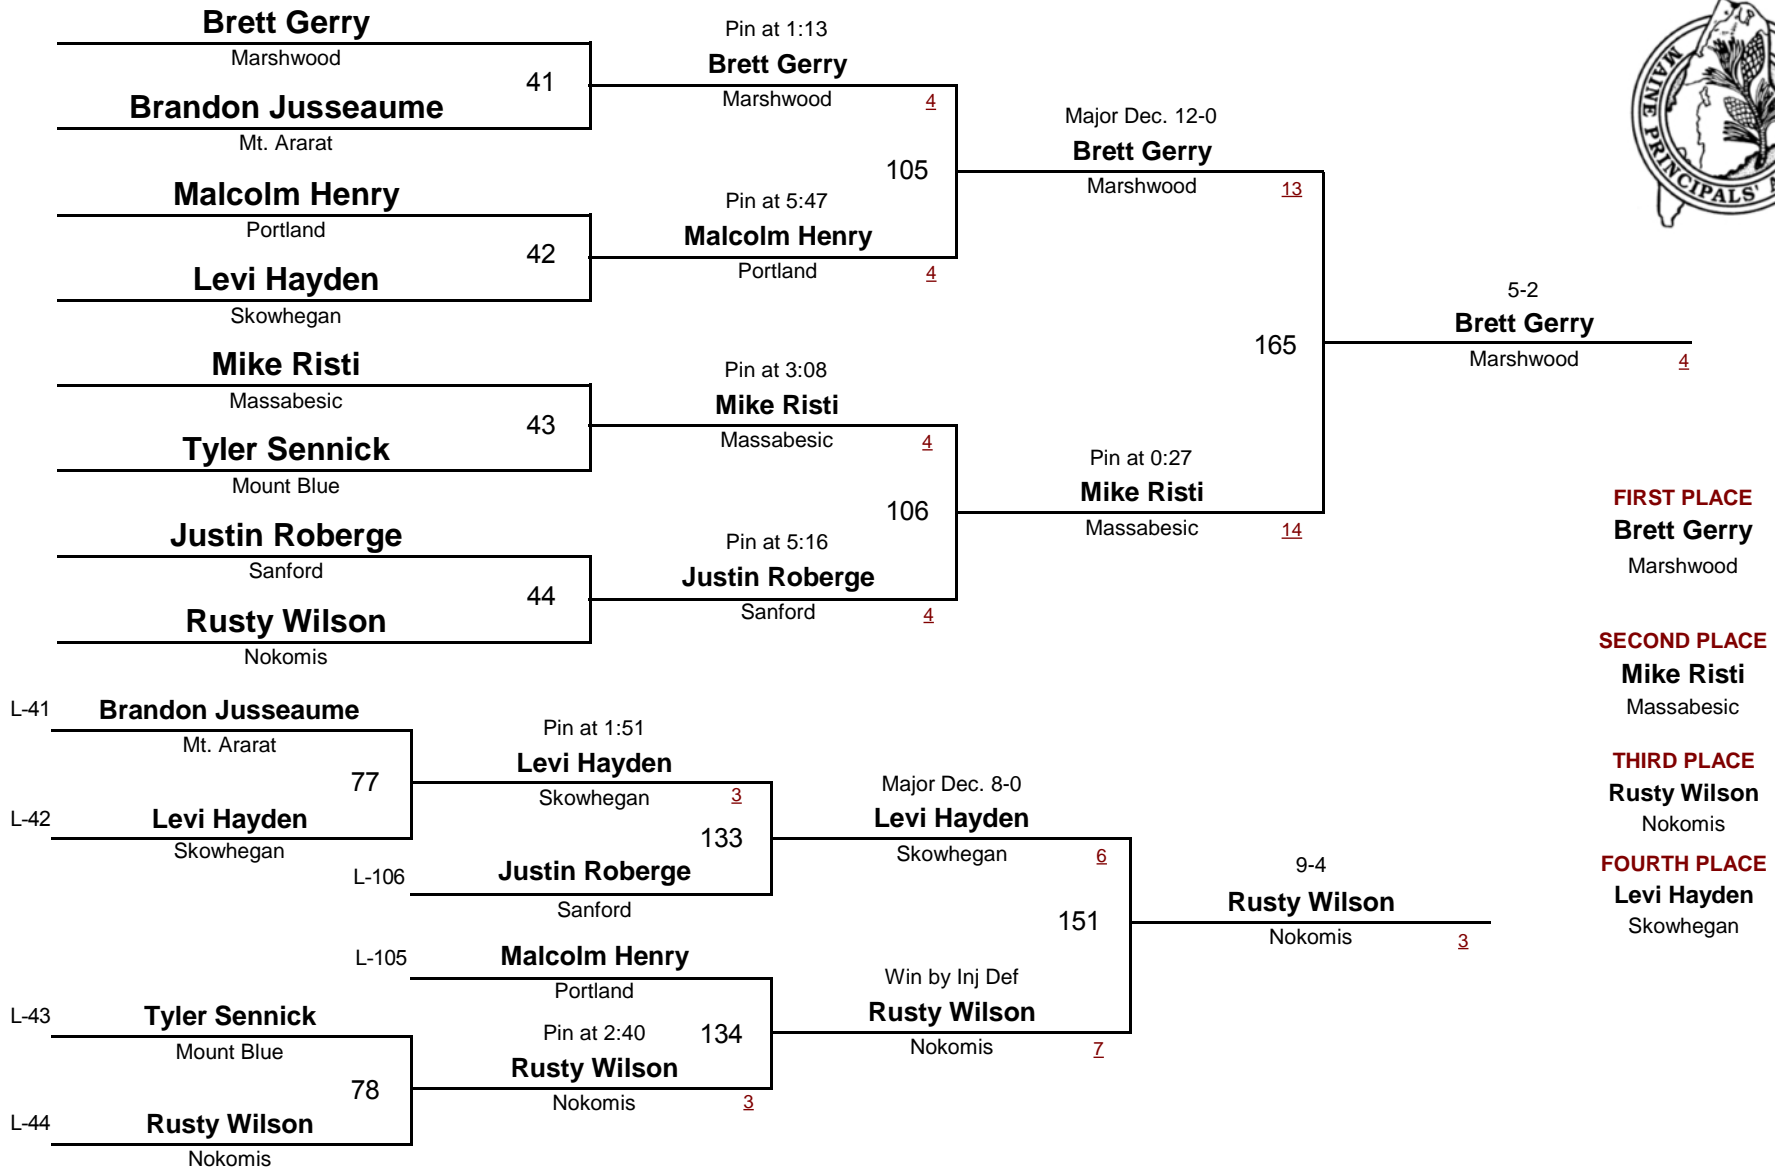 Brett Gerry
Marshwood
41
Brandon Jusseaume
Mt. Ararat
Malcolm Henry
Portland
42
Levi Hayden
Skowhegan
Mike Risti
Massabesic
43
Tyler Sennick
Mount Blue
Justin Roberge
Sanford
44
Rusty Wilson
Nokomis
Pin at 1:13
Brett Gerry
Marshwood 4
105
Pin at 5:47
Malcolm Henry
Portland 4
Pin at 3:08
Mike Risti
Massabesic 4
106
Pin at 5:16
Justin Roberge
Sanford 4
Major Dec. 12-0
Brett Gerry
Marshwood 13
165
Pin at 0:27
Mike Risti
Massabesic 14
5-2
Brett Gerry
Marshwood 4
MAINE PRINCIPALS' A
FIRST PLACE
Brett Gerry
Marshwood
SECOND PLACE
Mike Risti
Massabesic
THIRD PLACE
Rusty Wilson
Nokomis
FOURTH PLACE
Levi Hayden
Skowhegan
L-41 Brandon Jusseaume
Mt. Ararat
77
L-42 Levi Hayden
Skowhegan
L-43 Tyler Sennick
Mount Blue
78
L-44 Rusty Wilson
Nokomis
Pin at 1:51
Levi Hayden
Skowhegan 3
133
L-106 Justin Roberge
Sanford
L-105 Malcolm Henry
Portland
134
Pin at 2:40
Rusty Wilson
Nokomis 3
Major Dec. 8-0
Levi Hayden
Skowhegan 6
151
Win by Inj Def
Rusty Wilson
Nokomis 7
9-4
Rusty Wilson
Nokomis 3